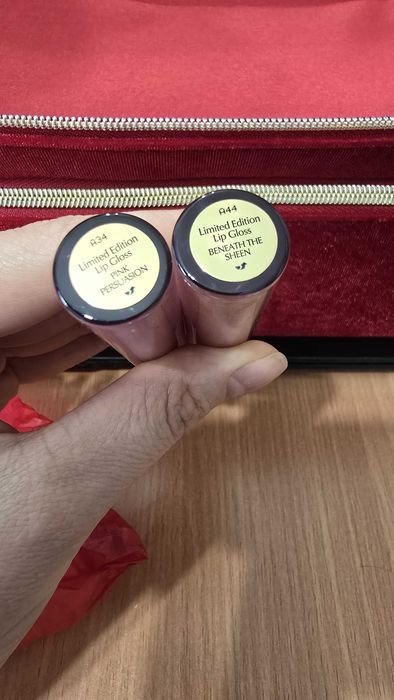 A34
Limited Edition
Lip Gloss
PINK
PERSUASION
A44
Limited Edition
Lip Gloss
BENEATH THE
SHEEN